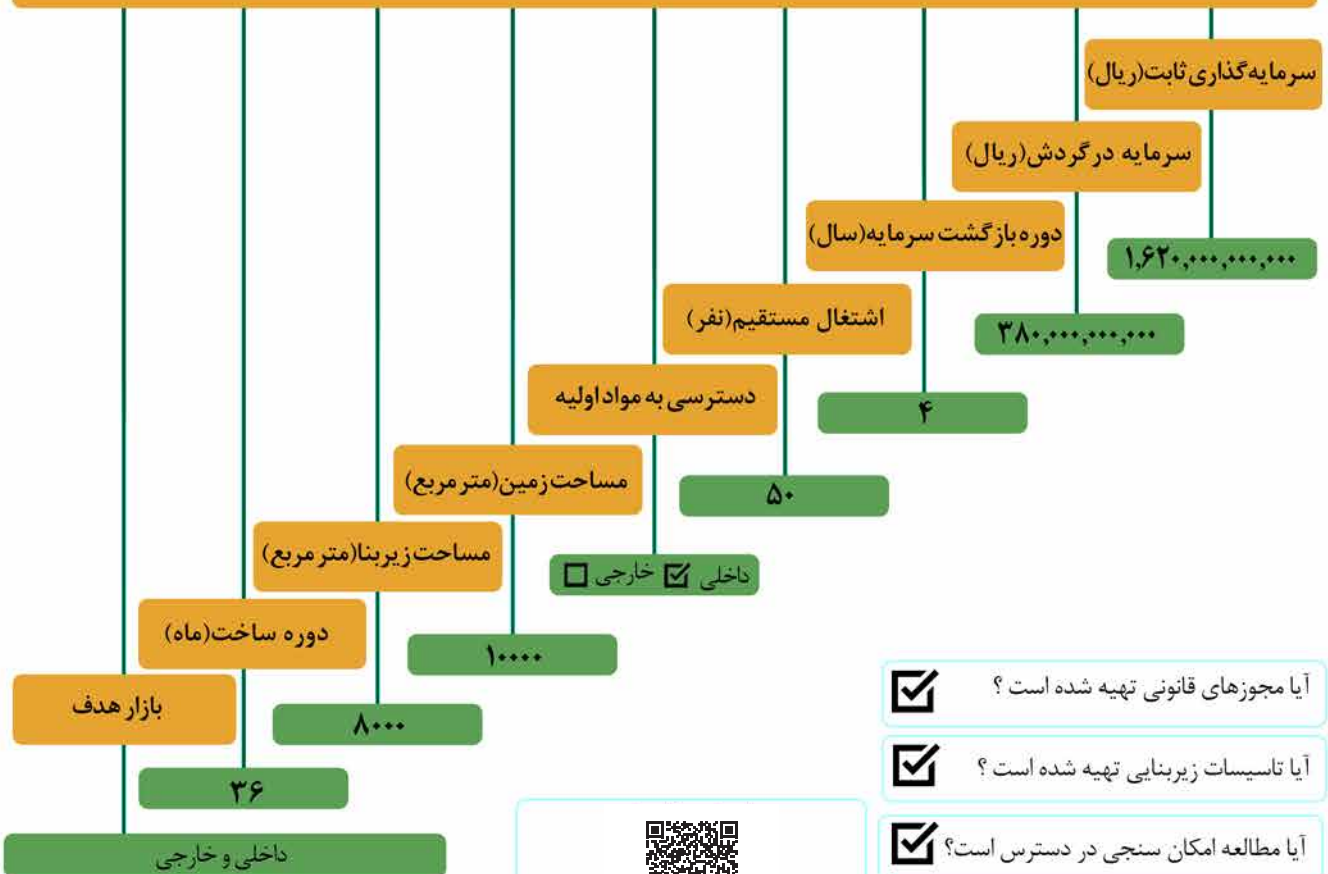 سرمایه‌گذاری ثابت(ریال)
۱,۶۲۰,۰۰۰,۰۰۰,۰۰۰
سرمایه در گردش(ریال)
۳۸۰,۰۰۰,۰۰۰,۰۰۰
دوره بازگشت سرمایه(سال)
۴
اشتغال مستقیم(نفر)
۵۰
دسترسی به مواد اولیه
داخلی ☑ خارجی ☐
مساحت زمین(متر مربع)
۱۰۰۰۰
مساحت زیربنا(متر مربع)
۸۰۰۰
دوره ساخت(ماه)
۳۶
بازار هدف
داخلی و خارجی
آیا مجوزهای قانونی تهیه شده است ؟ ☑
آیا تاسیسات زیربنایی تهیه شده است ؟ ☑
آیا مطالعه امکان سنجی در دسترس است؟ ☑